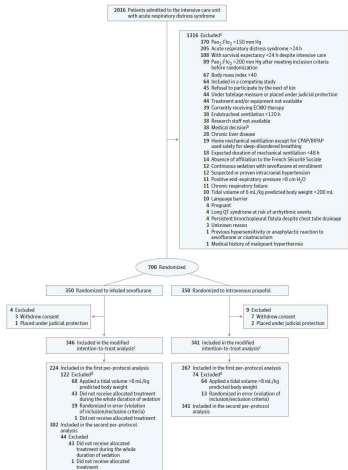 2016 Patients admitted to the intensive care unit
with acute respiratory distress syndrome
1316 Excludedᵃ
370 Pao₂:Fio₂ <150 mm Hg
205 Acute respiratory distress syndrome >24 h
108 With survival expectancy <24 h despite intensive care
89 Pao₂:Fio₂ >200 mm Hg after meeting inclusion criteria
before randomization
67 Body mass index >40
64 Included in a competing study
45 Refusal to participate by the next of kin
44 Under tutelage measure or placed under judicial protection
44 Treatment and/or equipment not available
39 Currently receiving ECMO therapy
38 Endotracheal ventilation >120 h
38 Research staff not available
38 Medical decisionᵇ
28 Chronic liver disease
19 Home mechanical ventilation except for CPAP/BIPAP
used solely for sleep-disordered breathing
18 Expected duration of mechanical ventilation <48 h
14 Absence of affiliation to the French Sécurité Sociale
12 Continuous sedation with sevoflurane at enrollment
12 Suspected or proven intracranial hypertension
11 Positive end-expiratory pressure <8 cm H₂O
11 Chronic respiratory failure
10 Tidal volume of 6 mL/kg predicted body weight <200 mL
10 Language barrier
4 Pregnant
4 Long QT syndrome at risk of arrhythmic events
4 Persistent bronchopleural fistula despite chest tube drainage
3 Unknown reason
1 Previous hypersensitivity or anaphylactic reaction to
sevoflurane or cisatracurium
1 Medical history of malignant hyperthermia
700 Randomized
350 Randomized to inhaled sevoflurane
350 Randomized to intravenous propofol
4 Excluded
3 Withdrew consent
1 Placed under judicial protection
9 Excluded
7 Withdrew consent
2 Placed under judicial protection
346 Included in the modified
intention-to-treat analysisᶜ
341 Included in the modified
intention-to-treat analysisᶜ
224 Included in the first per-protocol analysis
122 Excludedᵈ
68 Applied a tidal volume >8 mL/kg
predicted body weight
43 Did not receive allocated treatment
during the whole duration of sedation
19 Randomized in error (violation of
inclusion/exclusion criteria)
1 Did not receive allocated treatment
302 Included in the second per-protocol
analysis
44 Excluded
43 Did not receive allocated
treatment during the whole
duration of sedation
1 Did not receive allocated
treatment
267 Included in the first per-protocol analysis
74 Excludedᵈ
64 Applied a tidal volume >8 mL/kg
predicted body weight
13 Randomized in error (violation of
inclusion/exclusion criteria)
341 Included in the second per-protocol
analysis